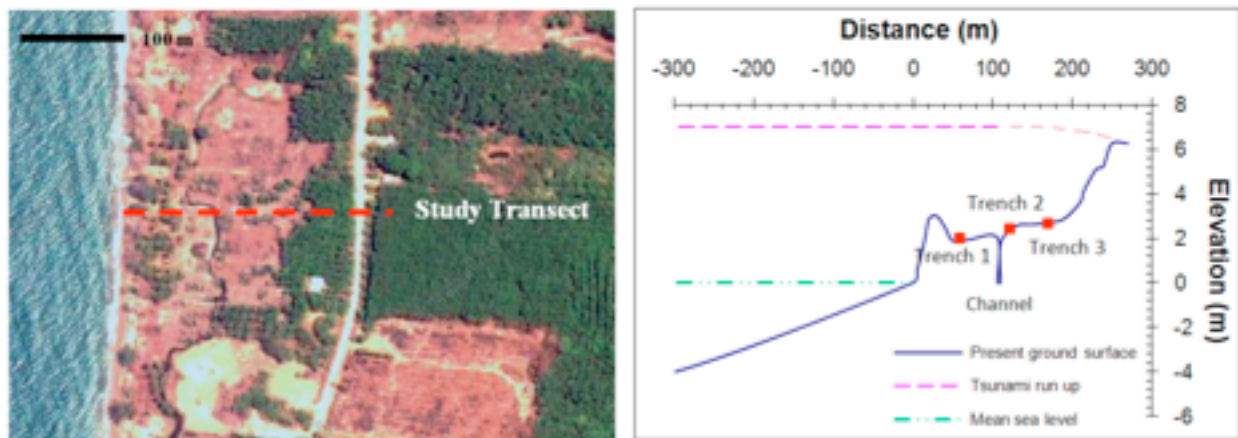 100 m
Study Transect
Distance (m)
-300 -200 -100 0 100 200 300
8
6
Trench 2
4
Trench 1
Trench 3
2
0
Channel
-2
Present ground surface
Tsunami run up
-4
Mean sea level
-6
Elevation (m)